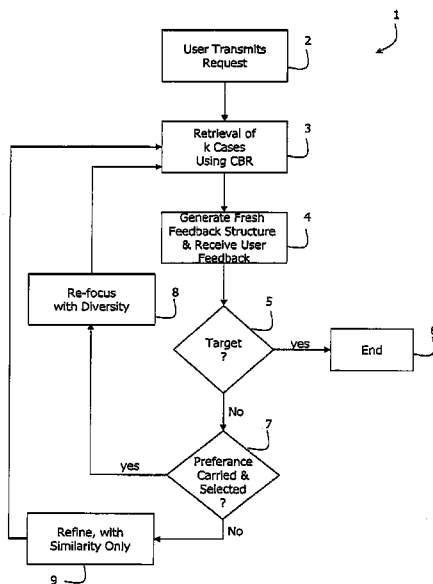 1
User Transmits
Request
2
Retrieval of
k Cases
Using CBR
3
Generate Fresh
Feedback Structure
& Receive User
Feedback
4
Re-focus
with Diversity
8
5
Target
?
yes
End
6
No
7
Preferance
Carried &
Selected
?
yes
No
Refine, with
Similarity Only
9